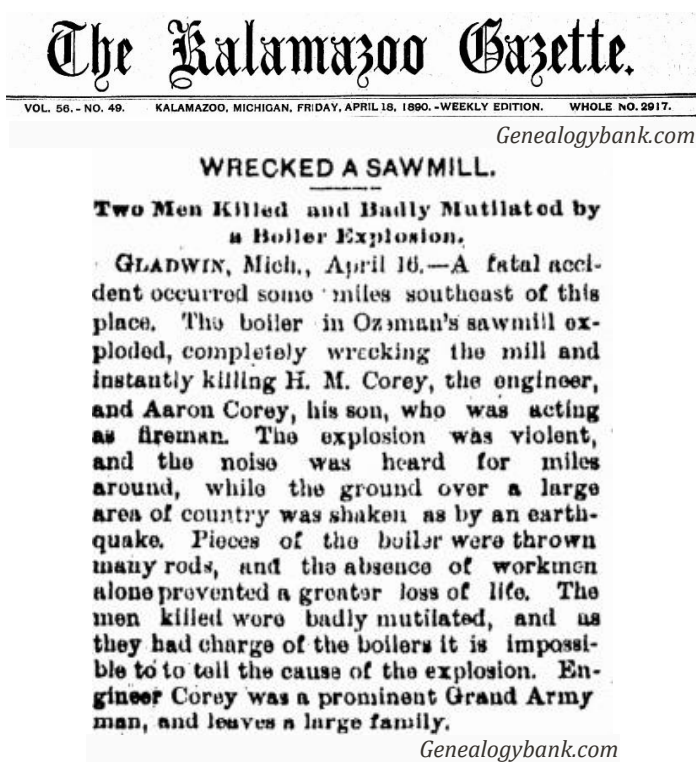 The Kalamazoo Gazette.
VOL. 56.-NO. 49. KALAMAZOO, MICHIGAN, FRIDAY, APRIL 18, 1890.-WEEKLY EDITION. WHOLE NO. 2917.
Genealogybank.com
WRECKED A SAWMILL.
Two Men Killed and Badly Mutilated by
a Boiler Explosion.
GLADWIN, Mich., April 16.—A fatal acci-
dent occurred some miles southeast of this
place. The boiler in Ozman's sawmill ex-
ploded, completely wrecking the mill and
instantly killing H. M. Corey, the engineer,
and Aaron Corey, his son, who was acting
as fireman. The explosion was violent,
and the noise was heard for miles
around, while the ground over a large
area of country was shaken as by an earth-
quake. Pieces of the boiler were thrown
many rods, and the absence of workmen
alone prevented a greater loss of life. The
men killed were badly mutilated, and as
they had charge of the boilers it is impossi-
ble to to tell the cause of the explosion. En-
gineer Corey was a prominent Grand Army
man, and leaves a large family.
Genealogybank.com